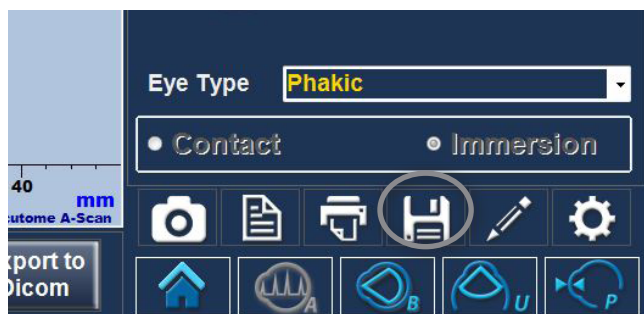 Eye Type Phakic
Contact Immersion
40
mm
cutome A-Scan
xport to
Dicom
A
B
U
P